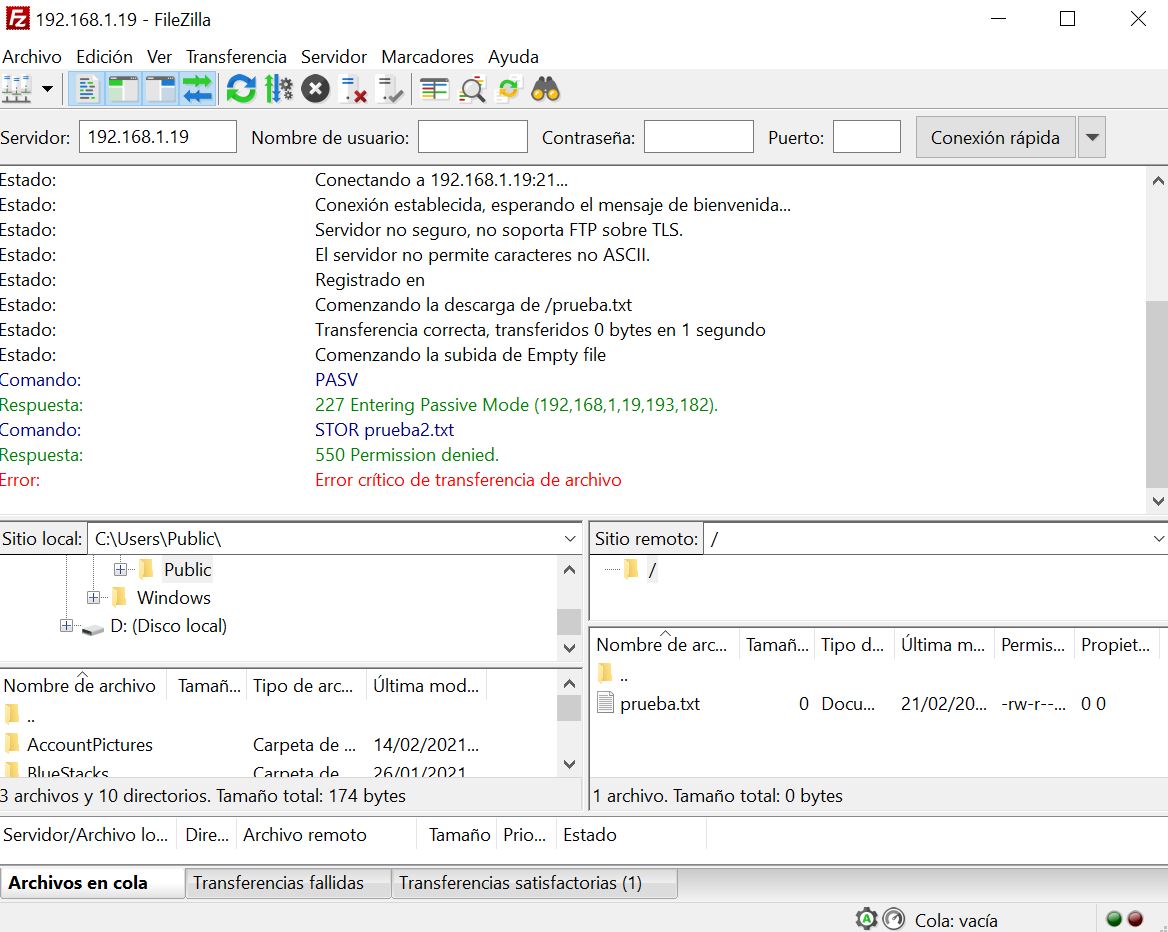 192.168.1.19 - FileZilla
Archivo Edición Ver Transferencia Servidor Marcadores Ayuda
Servidor: 192.168.1.19 Nombre de usuario: Contraseña: Puerto: Conexión rápida
Estado: Conectando a 192.168.1.19:21...
Estado: Conexión establecida, esperando el mensaje de bienvenida...
Estado: Servidor no seguro, no soporta FTP sobre TLS.
Estado: El servidor no permite caracteres no ASCII.
Estado: Registrado en
Estado: Comenzando la descarga de /prueba.txt
Estado: Transferencia correcta, transferidos 0 bytes en 1 segundo
Estado: Comenzando la subida de Empty file
Comando: PASV
Respuesta: 227 Entering Passive Mode (192,168,1,19,193,182).
Comando: STOR prueba2.txt
Respuesta: 550 Permission denied.
Error: Error crítico de transferencia de archivo
Sitio local: C:\Users\Public\
Public
Windows
D: (Disco local)
Nombre de archivo Tamañ... Tipo de arc... Última mod...
..
AccountPictures Carpeta de ... 14/02/2021...
BlueStacks Carpeta de 26/01/2021
3 archivos y 10 directorios. Tamaño total: 174 bytes
Sitio remoto: /
/
Nombre de arc... Tamañ... Tipo d... Última m... Permis... Propiet...
..
prueba.txt 0 Docu... 21/02/20... -rw-r--... 0 0
1 archivo. Tamaño total: 0 bytes
Servidor/Archivo lo... Dire... Archivo remoto Tamaño Prio... Estado
Archivos en cola Transferencias fallidas Transferencias satisfactorias (1)
Cola: vacía